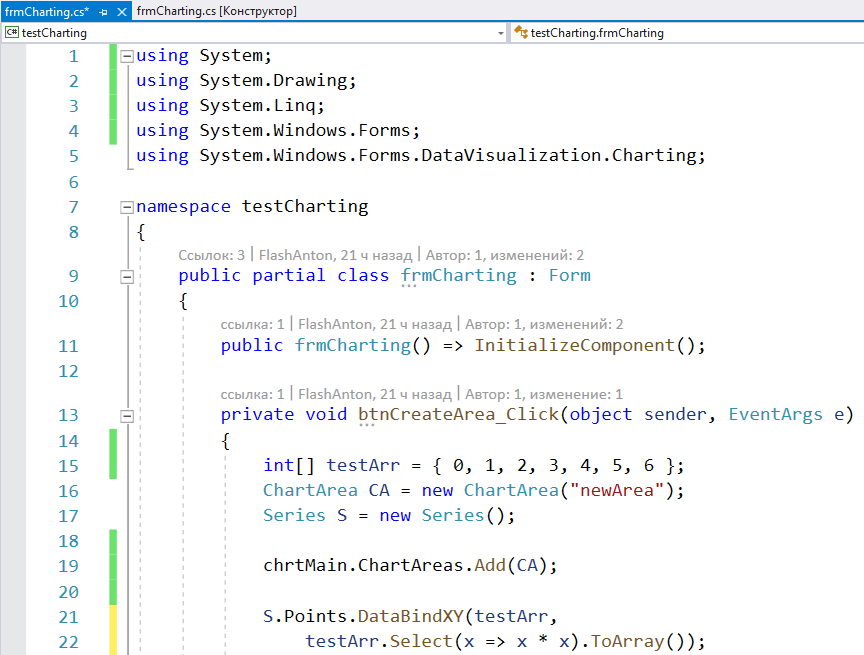 frmCharting.cs* frmCharting.cs [Конструктор]
C# testCharting testCharting.frmCharting
1 using System;
2 using System.Drawing;
3 using System.Linq;
4 using System.Windows.Forms;
5 using System.Windows.Forms.DataVisualization.Charting;
6
7 namespace testCharting
8 {
Ссылок: 3 | FlashAnton, 21 ч назад | Автор: 1, изменений: 2
9 public partial class frmCharting : Form
10 {
ссылка: 1 | FlashAnton, 21 ч назад | Автор: 1, изменений: 2
11 public frmCharting() => InitializeComponent();
12
ссылка: 1 | FlashAnton, 21 ч назад | Автор: 1, изменение: 1
13 private void btnCreateArea_Click(object sender, EventArgs e)
14 {
15 int[] testArr = { 0, 1, 2, 3, 4, 5, 6 };
16 ChartArea CA = new ChartArea("newArea");
17 Series S = new Series();
18
19 chrtMain.ChartAreas.Add(CA);
20
21 S.Points.DataBindXY(testArr,
22 testArr.Select(x => x * x).ToArray());